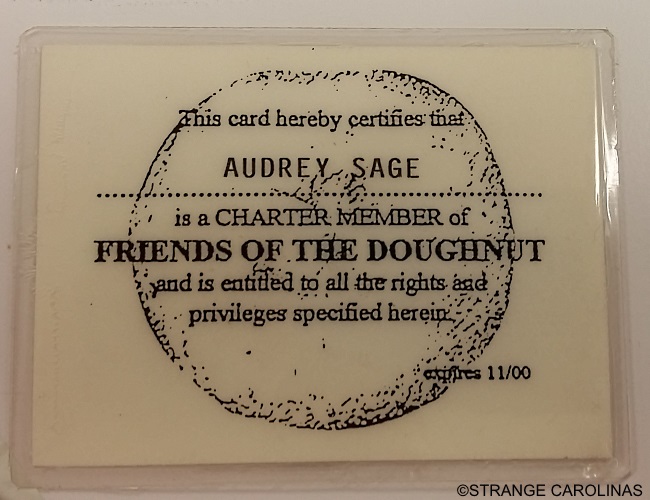 This card hereby certifies that
AUDREY SAGE
is a CHARTER MEMBER of
FRIENDS OF THE DOUGHNUT
and is entitled to all the rights and
privileges specified herein.
expires 11/00
©STRANGE CAROLINAS